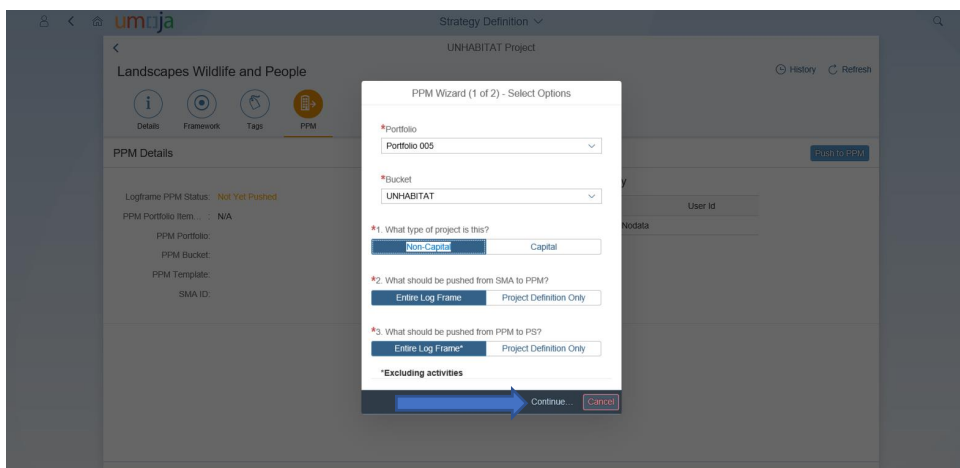 umoja
Strategy Definition
UNHABITAT Project
Landscapes Wildlife and People
History Refresh
Details Framework Tags PPM
PPM Details
Push to PPM
Logframe PPM Status: Not Yet Pushed
PPM Portfolio Item... : N/A
PPM Portfolio:
PPM Bucket:
PPM Template:
SMA ID:
y
User Id
Nodata
PPM Wizard (1 of 2) - Select Options
*Portfolio
Portfolio 005
*Bucket
UNHABITAT
*1. What type of project is this?
Non-Capital Capital
*2. What should be pushed from SMA to PPM?
Entire Log Frame Project Definition Only
*3. What should be pushed from PPM to PS?
Entire Log Frame* Project Definition Only
*Excluding activities
Continue... Cancel